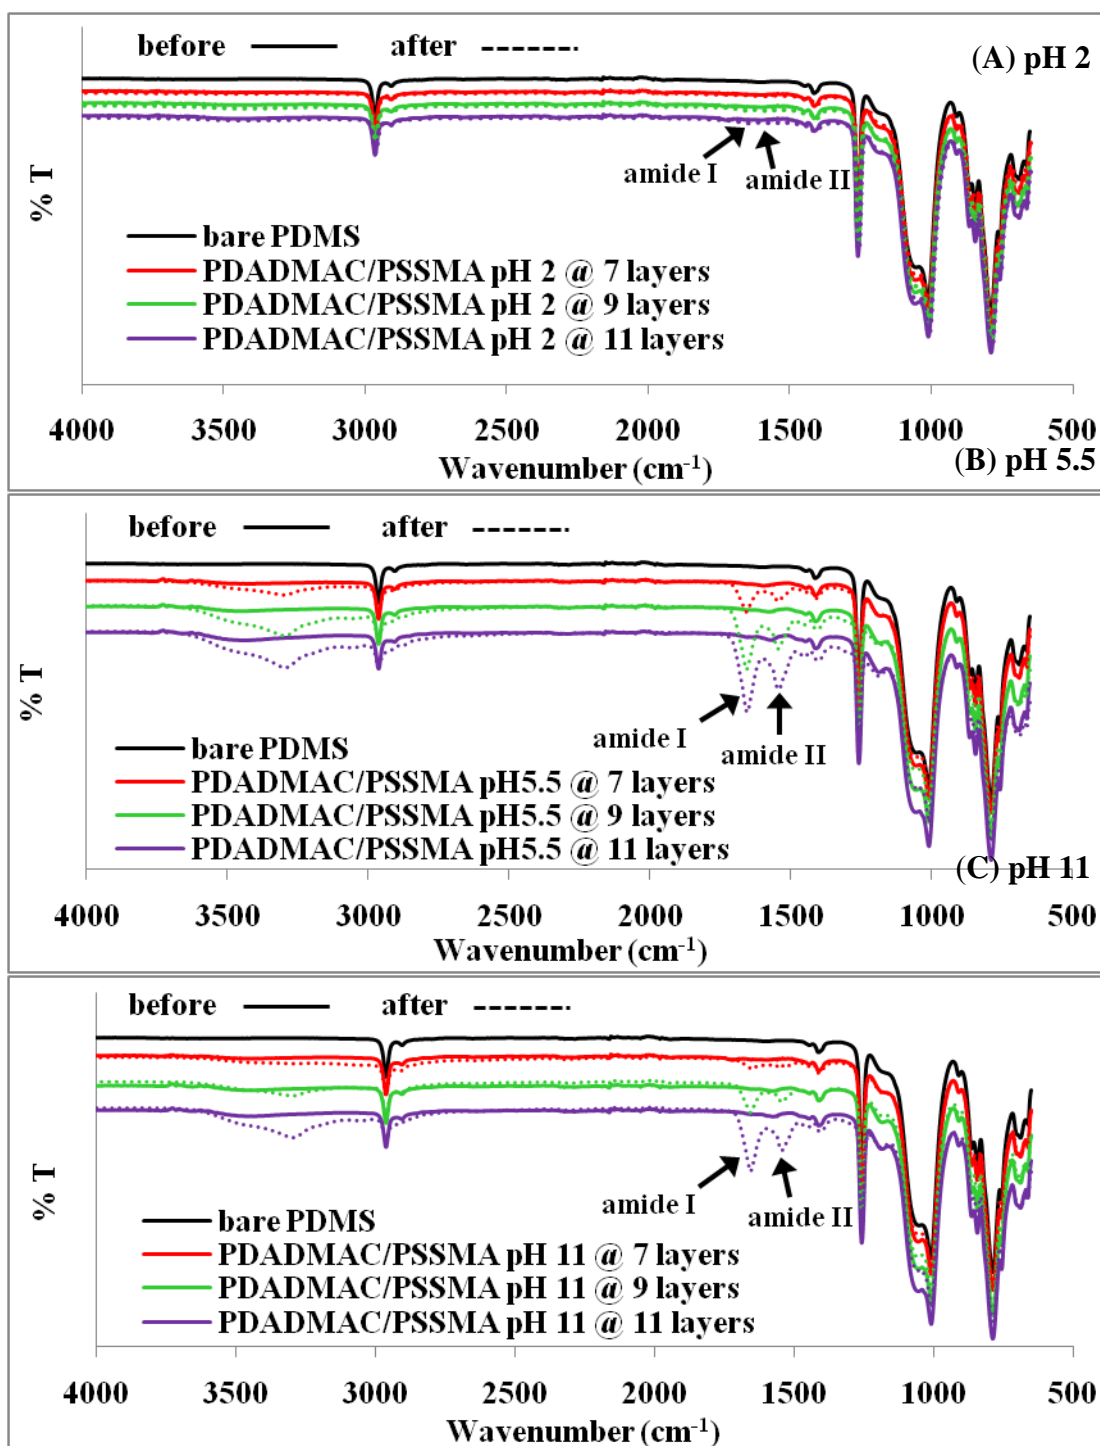 before after (A) pH 2
% T
amide I amide II
bare PDMS
PDADMAC/PSSMA pH 2 @ 7 layers
PDADMAC/PSSMA pH 2 @ 9 layers
PDADMAC/PSSMA pH 2 @ 11 layers
4000 3500 3000 2500 2000 1500 1000 500
Wavenumber (cm-1)
(B) pH 5.5
before after
% T
amide I amide II
bare PDMS
PDADMAC/PSSMA pH5.5 @ 7 layers
PDADMAC/PSSMA pH5.5 @ 9 layers
PDADMAC/PSSMA pH5.5 @ 11 layers
(C) pH 11
4000 3500 3000 2500 2000 1500 1000 500
Wavenumber (cm-1)
before after
% T
amide I amide II
bare PDMS
PDADMAC/PSSMA pH 11 @ 7 layers
PDADMAC/PSSMA pH 11 @ 9 layers
PDADMAC/PSSMA pH 11 @ 11 layers
4000 3500 3000 2500 2000 1500 1000 500
Wavenumber (cm-1)